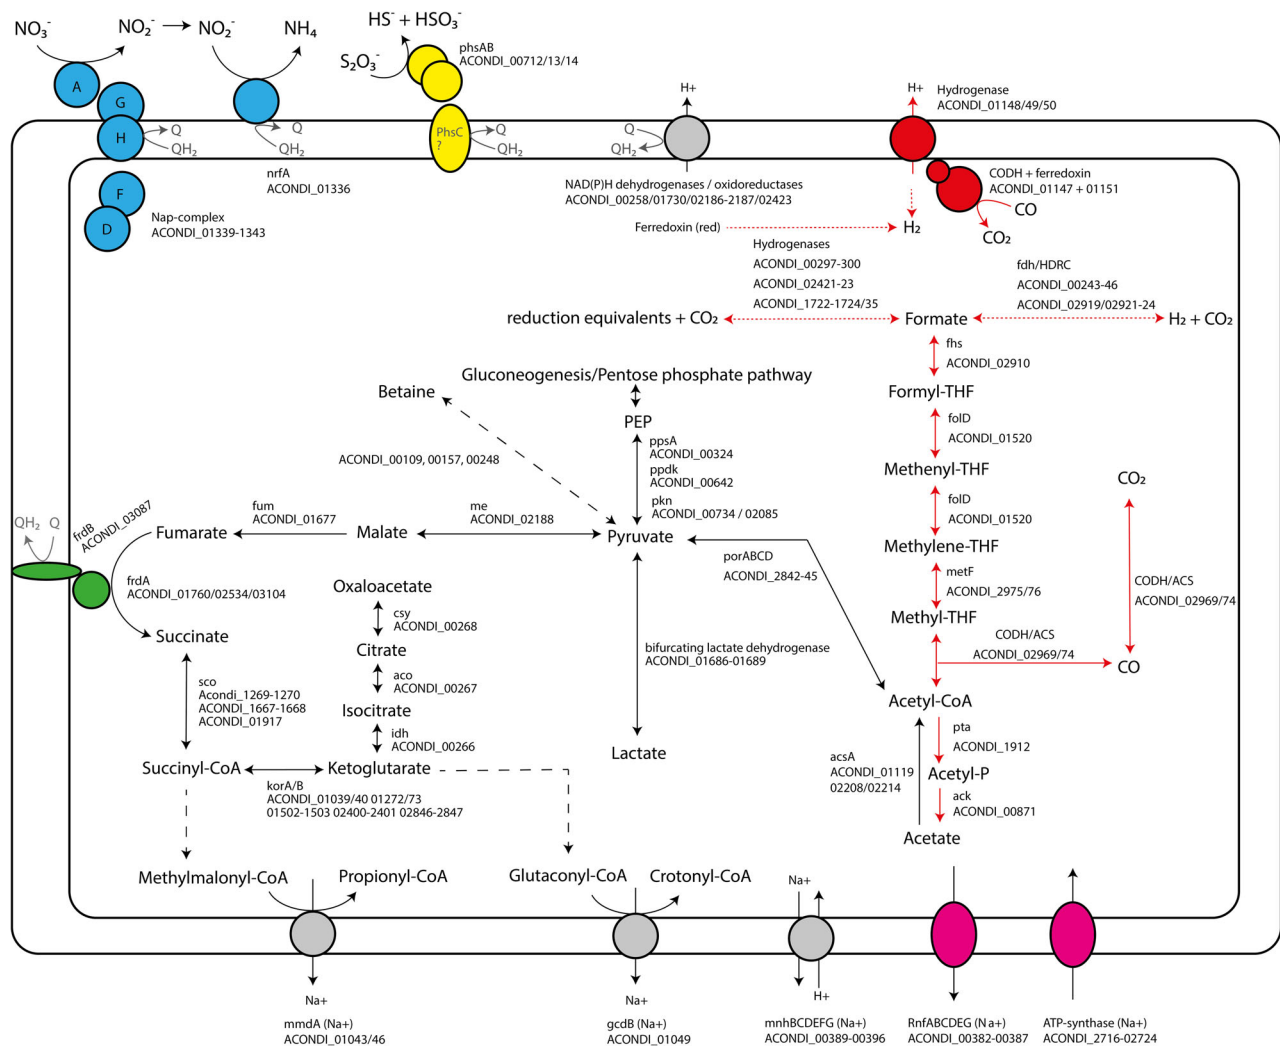 NO₃⁻
NO₂⁻
NO₂⁻
NH₄
HS⁻ + HSO₃⁻
S₂O₃⁻
phsAB
ACONDI_00712/13/14
A
G
H
F
D
Q
QH₂
Q
QH₂
PhsC
?
Q
QH₂
Q
QH₂
H+
H+
Hydrogenase
ACONDI_01148/49/50
nrfA
ACONDI_01336
Nap-complex
ACONDI_01339-1343
NAD(P)H dehydrogenases / oxidoreductases
ACONDI_00258/01730/02186-2187/02423
CODH + ferredoxin
ACONDI_01147 + 01151
CO
CO₂
Ferredoxin (red)
H₂
Hydrogenases
ACONDI_00297-300
ACONDI_02421-23
ACONDI_1722-1724/35
fdh/HDRC
ACONDI_00243-46
ACONDI_02919/02921-24
reduction equivalents + CO₂
Formate
H₂ + CO₂
fhs
ACONDI_02910
Gluconeogenesis/Pentose phosphate pathway
Betaine
PEP
Formyl-THF
folD
ACONDI_01520
ppsA
ACONDI_00324
ppdk
ACONDI_00642
pkn
ACONDI_00734 / 02085
ACONDI_00109, 00157, 00248
Methenyl-THF
CO₂
folD
ACONDI_01520
QH₂
Q
frdB
ACONDI_03087
Fumarate
fum
ACONDI_01677
Malate
me
ACONDI_02188
Pyruvate
porABCD
ACONDI_2842-45
Methylene-THF
metF
ACONDI_2975/76
CODH/ACS
ACONDI_02969/74
frdA
ACONDI_01760/02534/03104
Oxaloacetate
csy
ACONDI_00268
Methyl-THF
Succinate
Citrate
bifurcating lactate dehydrogenase
ACONDI_01686-01689
CODH/ACS
ACONDI_02969/74
CO
sco
Acondi_1269-1270
ACONDI_1667-1668
ACONDI_01917
aco
ACONDI_00267
Isocitrate
Acetyl-CoA
idh
ACONDI_00266
pta
ACONDI_1912
Lactate
Succinyl-CoA
Ketoglutarate
korA/B
ACONDI_01039/40 01272/73
01502-1503 02400-2401 02846-2847
acsA
ACONDI_01119
02208/02214
Acetyl-P
ack
ACONDI_00871
Acetate
Methylmalonyl-CoA
Propionyl-CoA
Glutaconyl-CoA
Crotonyl-CoA
Na+
Na+
Na+
H+
mmdA (Na+)
ACONDI_01043/46
gcdB (Na+)
ACONDI_01049
mnhBCDEFG (Na+)
ACONDI_00389-00396
RnfABCDEG (Na+)
ACONDI_00382-00387
ATP-synthase (Na+)
ACONDI_2716-02724